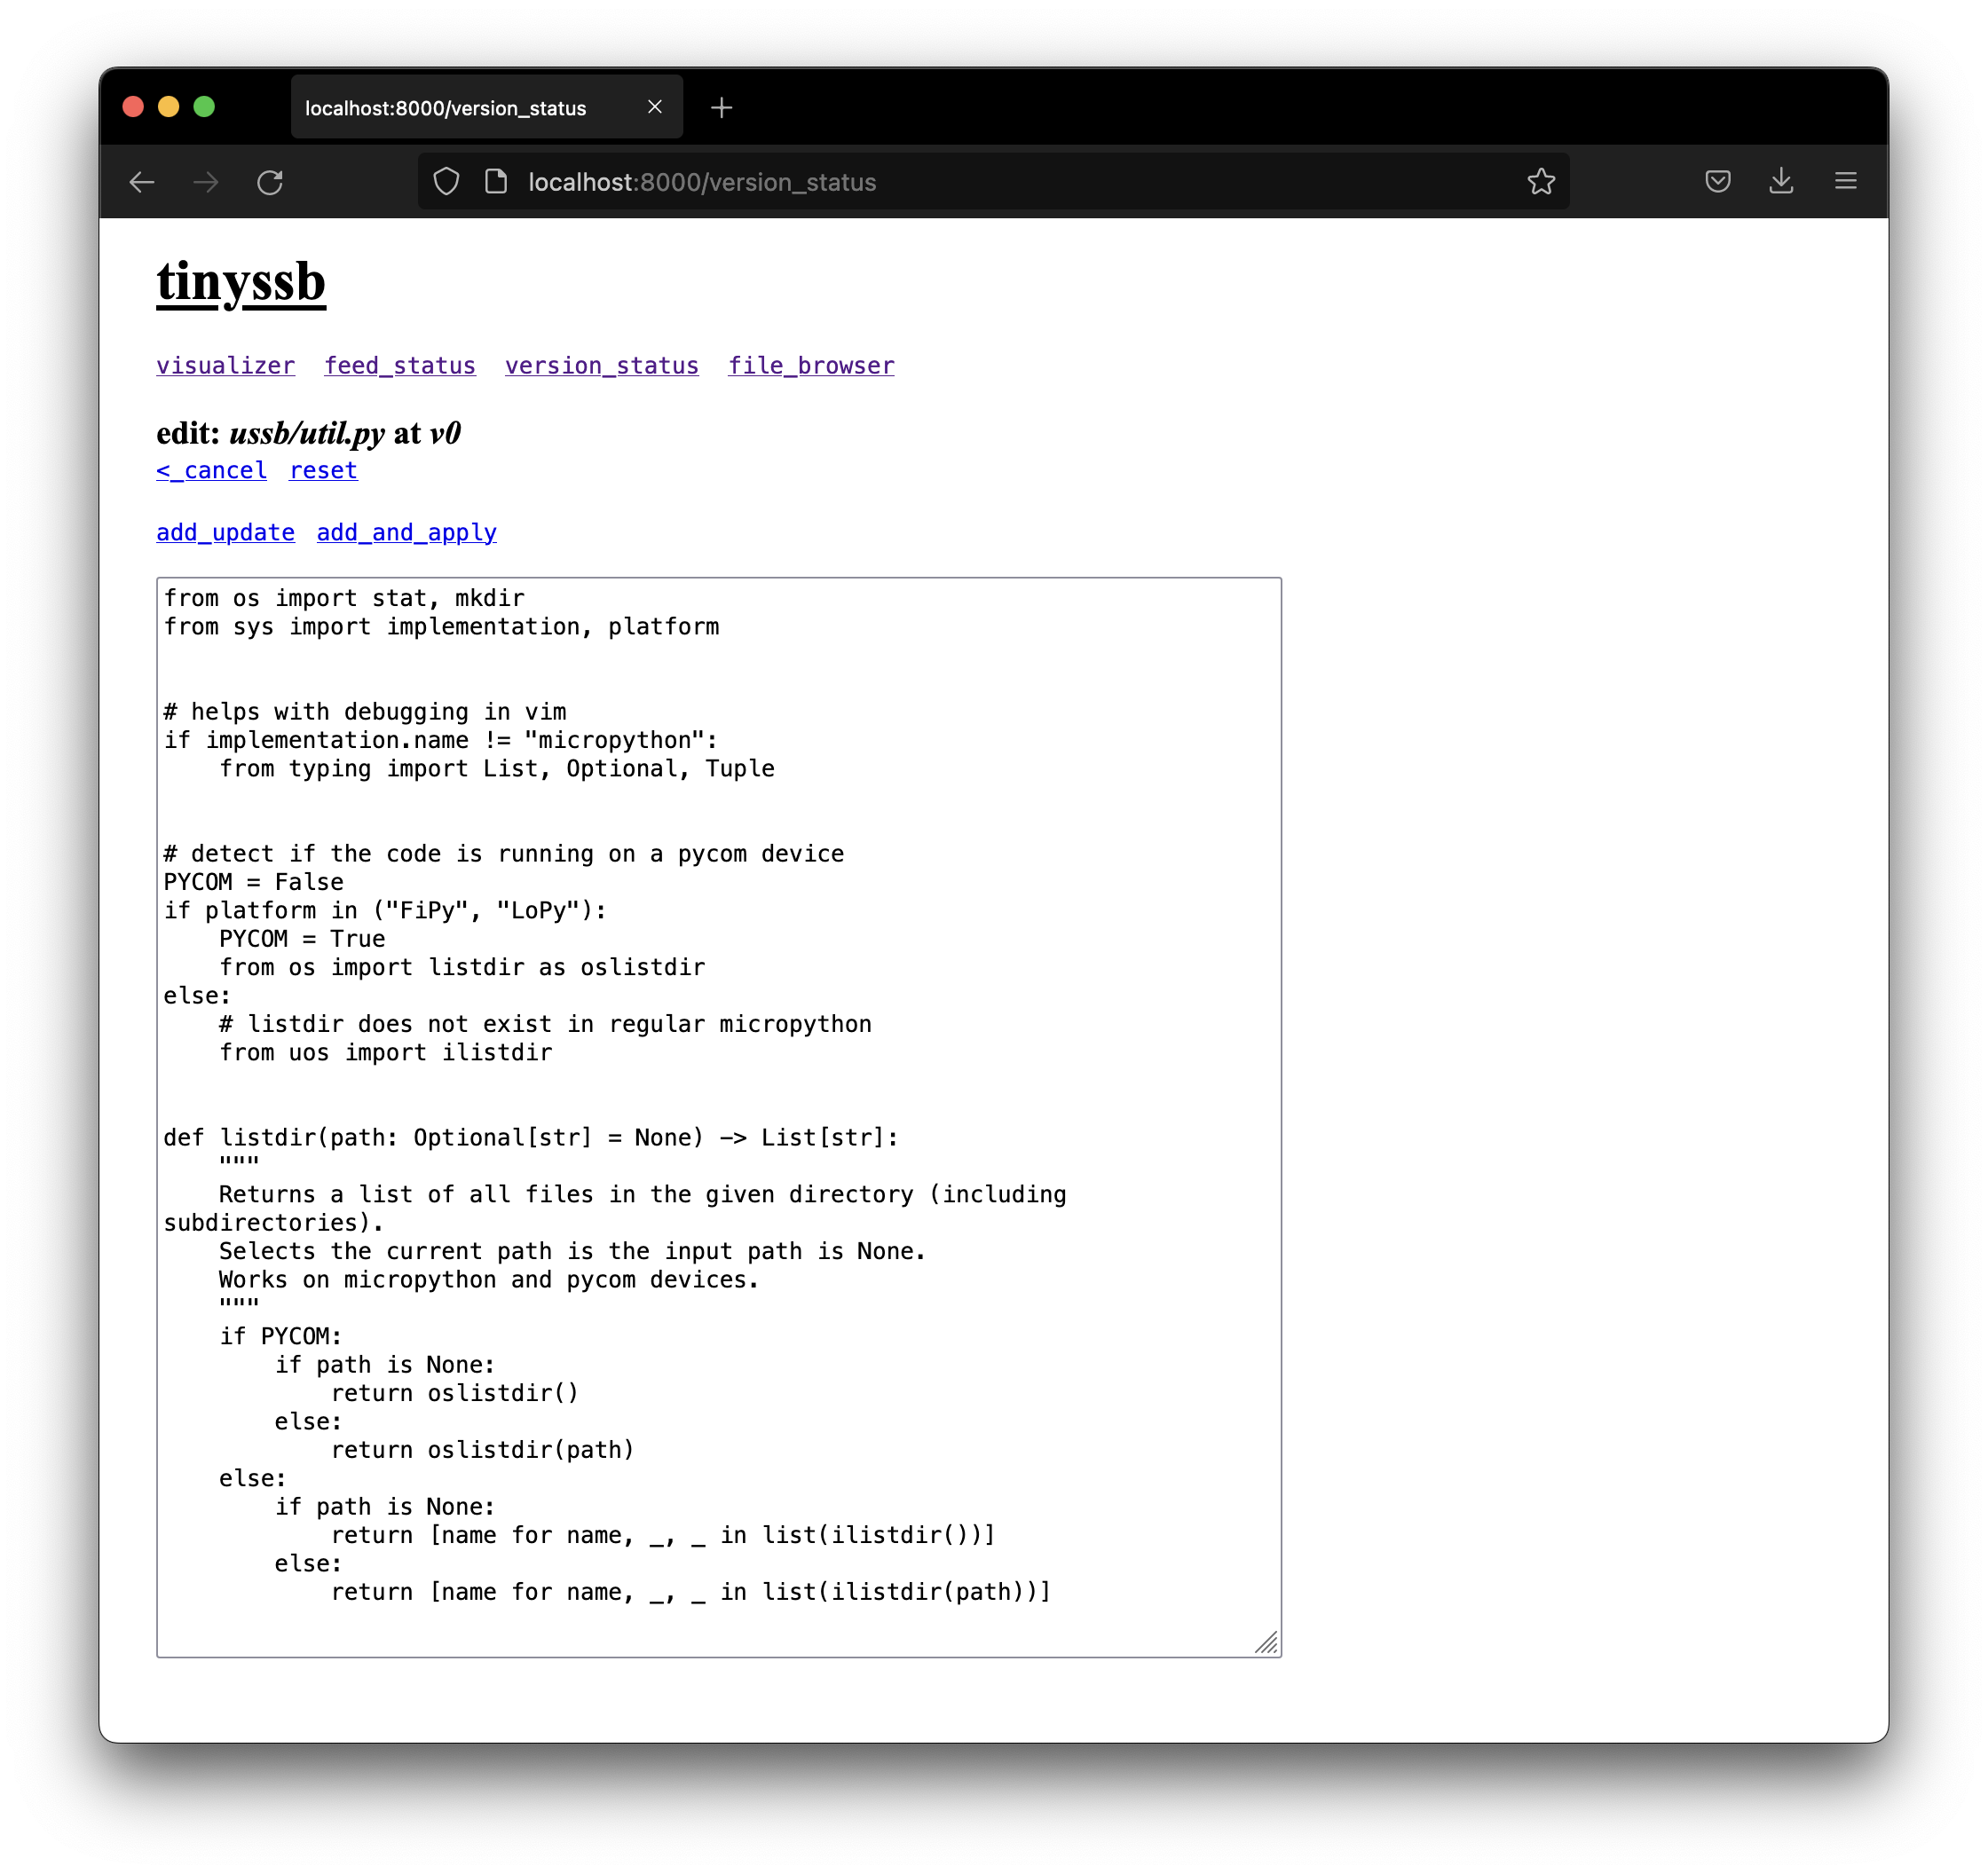 localhost:8000/version_status
localhost:8000/version_status
tinyssb
visualizer feed_status version_status file_browser
edit: ussb/util.py at v0
<_cancel reset
add_update add_and_apply
from os import stat, mkdir
from sys import implementation, platform
# helps with debugging in vim
if implementation.name != "micropython":
    from typing import List, Optional, Tuple
# detect if the code is running on a pycom device
PYCOM = False
if platform in ("FiPy", "LoPy"):
    PYCOM = True
    from os import listdir as oslistdir
else:
    # listdir does not exist in regular micropython
    from uos import ilistdir
def listdir(path: Optional[str] = None) -> List[str]:
    """
    Returns a list of all files in the given directory (including
subdirectories).
    Selects the current path is the input path is None.
    Works on micropython and pycom devices.
    """
    if PYCOM:
        if path is None:
            return oslistdir()
        else:
            return oslistdir(path)
    else:
        if path is None:
            return [name for name, _, _ in list(ilistdir())]
        else:
            return [name for name, _, _ in list(ilistdir(path))]